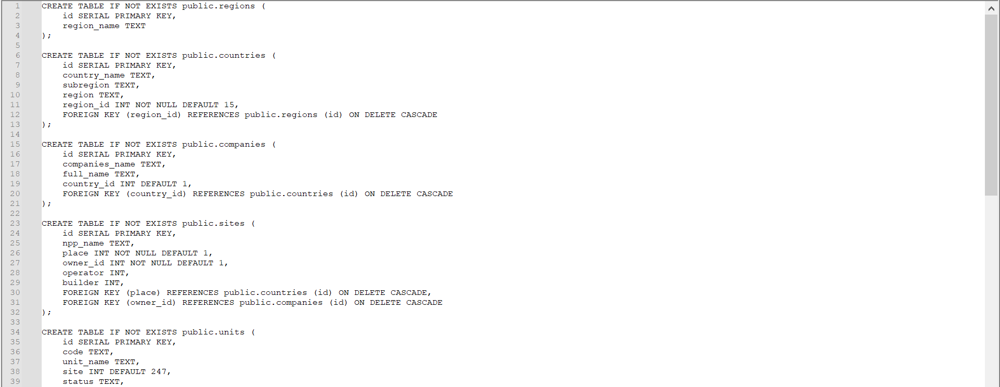 1 CREATE TABLE IF NOT EXISTS public.regions (
2 id SERIAL PRIMARY KEY,
3 region_name TEXT
4 );
5
6 CREATE TABLE IF NOT EXISTS public.countries (
7 id SERIAL PRIMARY KEY,
8 country_name TEXT,
9 subregion TEXT,
10 region TEXT,
11 region_id INT NOT NULL DEFAULT 15,
12 FOREIGN KEY (region_id) REFERENCES public.regions (id) ON DELETE CASCADE
13 );
14
15 CREATE TABLE IF NOT EXISTS public.companies (
16 id SERIAL PRIMARY KEY,
17 companies_name TEXT,
18 full_name TEXT,
19 country_id INT DEFAULT 1,
20 FOREIGN KEY (country_id) REFERENCES public.countries (id) ON DELETE CASCADE
21 );
22
23 CREATE TABLE IF NOT EXISTS public.sites (
24 id SERIAL PRIMARY KEY,
25 npp_name TEXT,
26 place INT NOT NULL DEFAULT 1,
27 owner_id INT NOT NULL DEFAULT 1,
28 operator INT,
29 builder INT,
30 FOREIGN KEY (place) REFERENCES public.countries (id) ON DELETE CASCADE,
31 FOREIGN KEY (owner_id) REFERENCES public.companies (id) ON DELETE CASCADE
32 );
33
34 CREATE TABLE IF NOT EXISTS public.units (
35 id SERIAL PRIMARY KEY,
36 code TEXT,
37 unit_name TEXT,
38 site INT DEFAULT 247,
39 status TEXT,